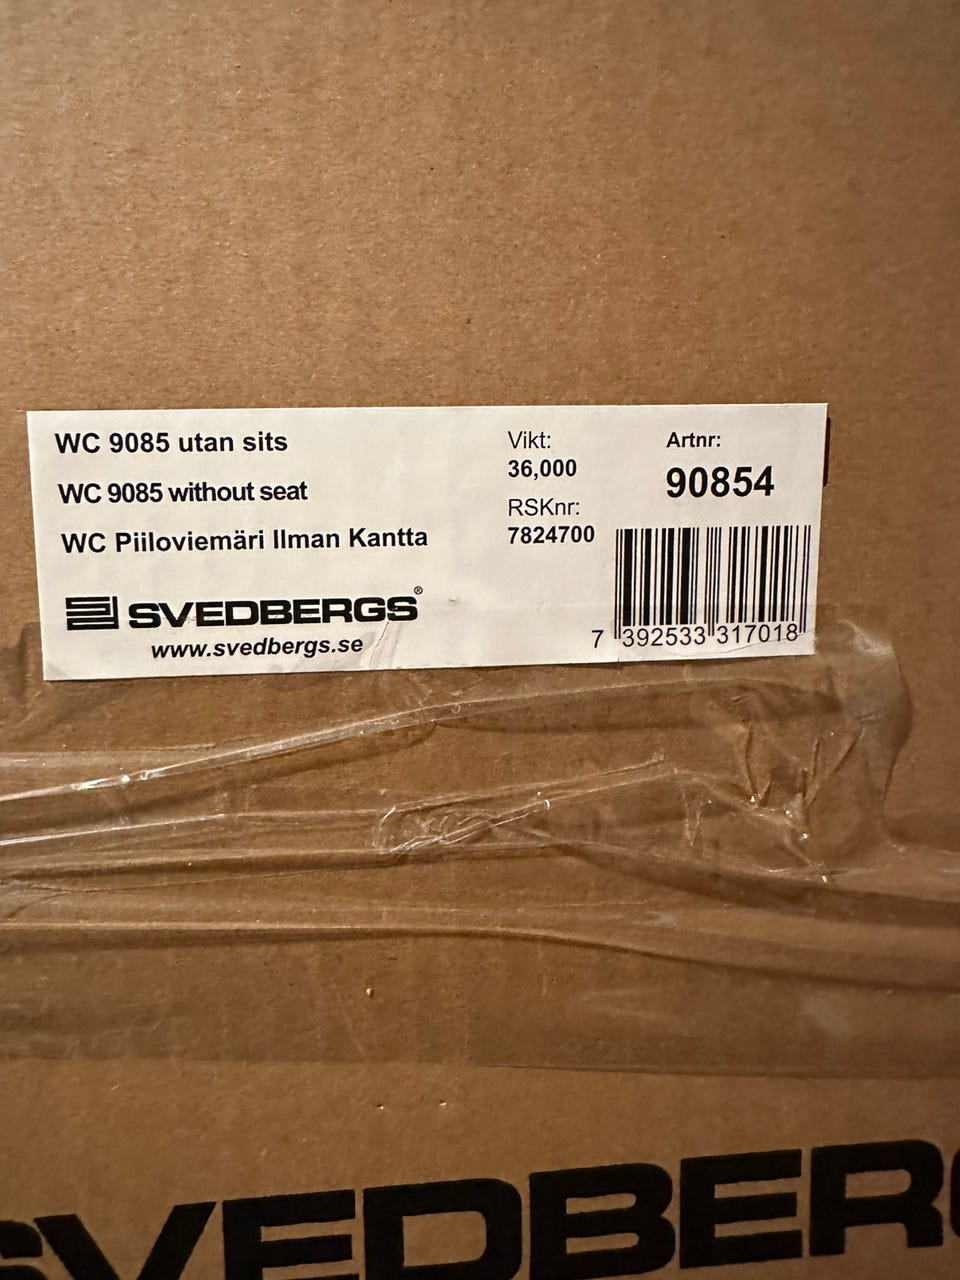 WC 9085 utan sits
WC 9085 without seat
WC Piiloviemäri Ilman Kantta
SVEDBERGS®
www.svedbergs.se
Vikt:
36,000
RSKnr:
7824700
Artnr:
90854
7 392533 317018
SVEDBERG